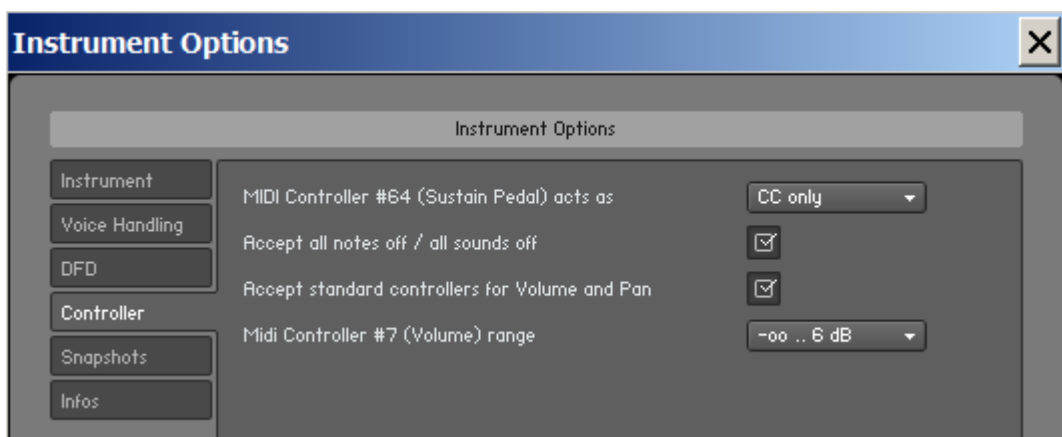 Instrument Options
Instrument Options
Instrument
Voice Handling
DFD
Controller
Snapshots
Infos
MIDI Controller #64 (Sustain Pedal) acts as CC only
Accept all notes off / all sounds off
Accept standard controllers for Volume and Pan
Midi Controller #7 (Volume) range -oo .. 6 dB